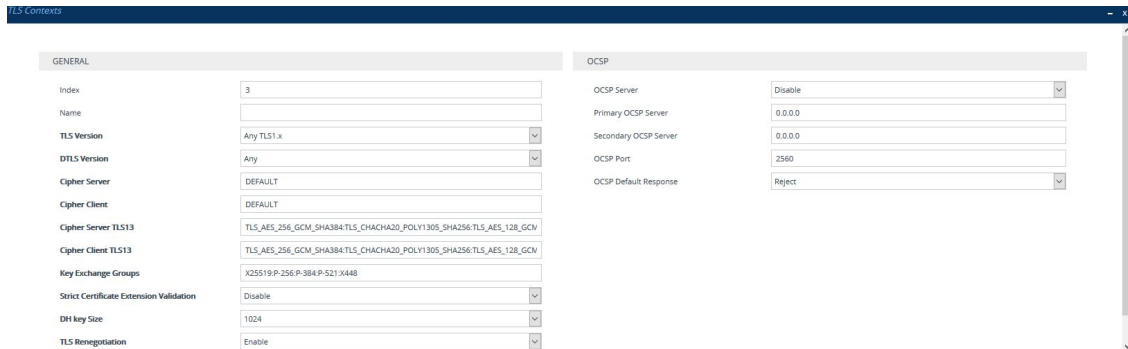 TLS Contexts
– x
GENERAL
Index 3
Name
TLS Version Any TLS1.x
DTLS Version Any
Cipher Server DEFAULT
Cipher Client DEFAULT
Cipher Server TLS13 TLS_AES_256_GCM_SHA384:TLS_CHACHA20_POLY1305_SHA256:TLS_AES_128_GCM
Cipher Client TLS13 TLS_AES_256_GCM_SHA384:TLS_CHACHA20_POLY1305_SHA256:TLS_AES_128_GCM
Key Exchange Groups X25519:P-256:P-384:P-521:X448
Strict Certificate Extension Validation Disable
DH key Size 1024
TLS Renegotiation Enable
OCSP
OCSP Server Disable
Primary OCSP Server 0.0.0.0
Secondary OCSP Server 0.0.0.0
OCSP Port 2560
OCSP Default Response Reject